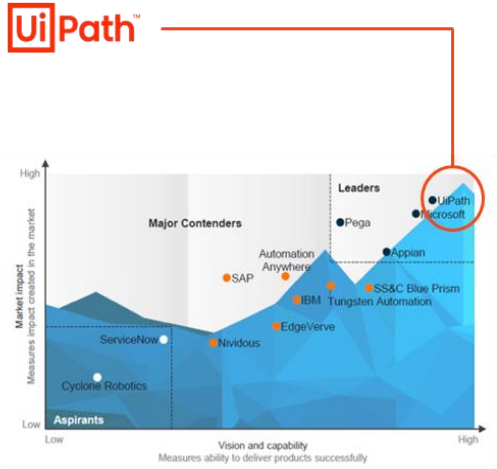 UiPath™
High
Leaders
UiPath
Microsoft
Major Contenders
Pega
Automation
Anywhere
Appian
SAP
SS&C Blue Prism
IBM
Tungsten Automation
EdgeVerve
ServiceNow
Nividous
Cyclone Robotics
Aspirants
Market impact
Measures impact created in the market
Low
Low
High
Vision and capability
Measures ability to deliver products successfully